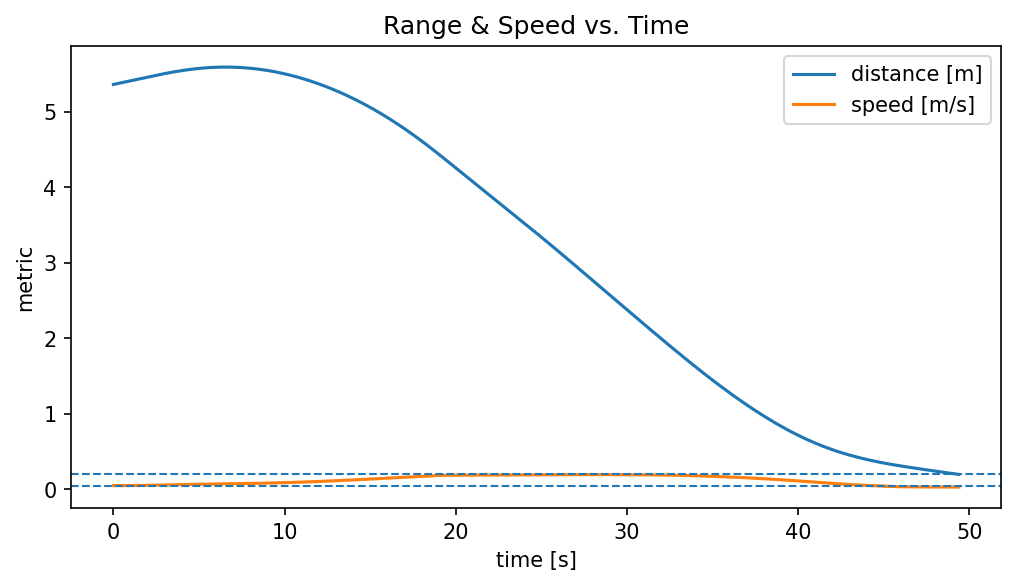 Range & Speed vs. Time
distance [m]
speed [m/s]
metric
5
4
3
2
1
0
0 10 20 30 40 50
time [s]